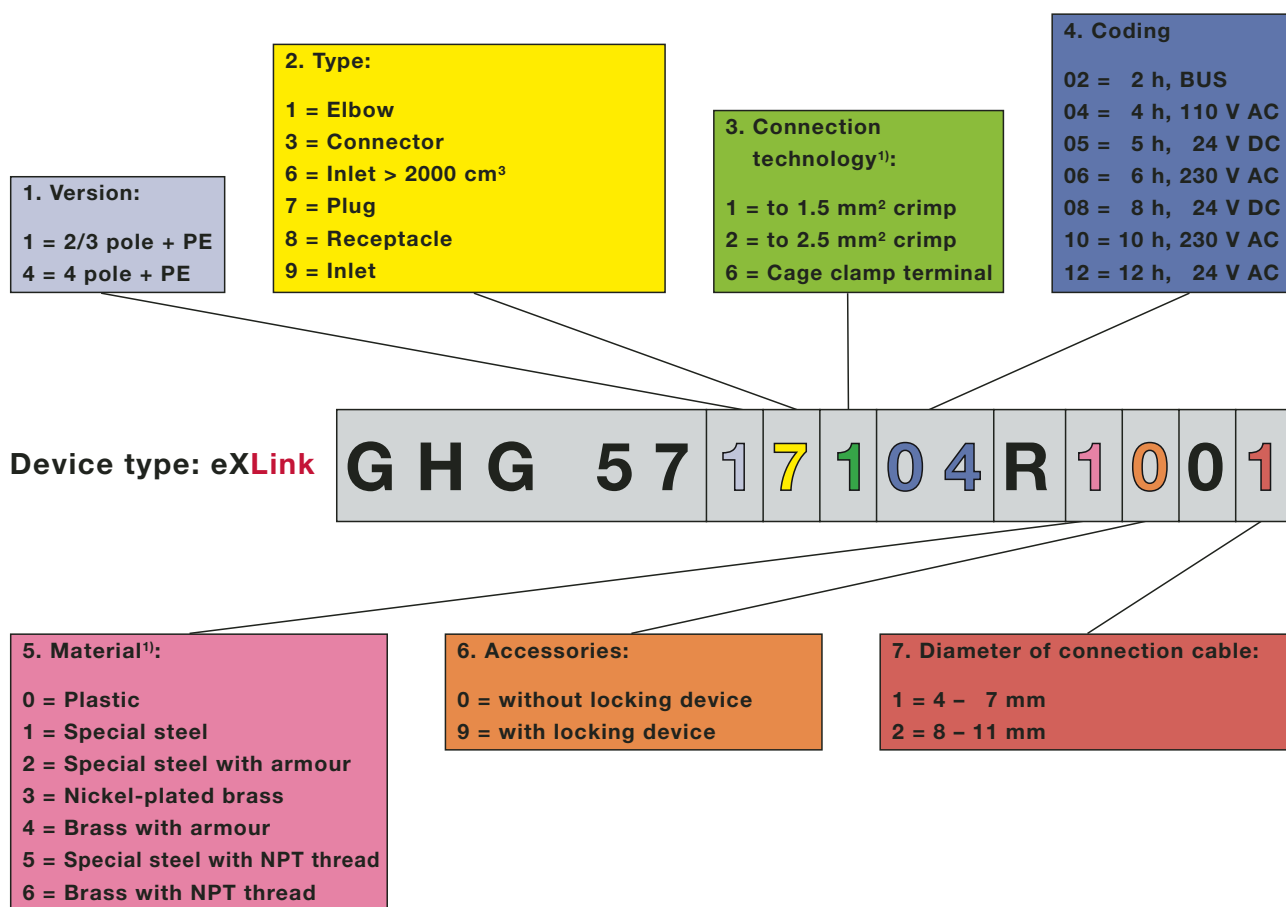 1. Version:
1 = 2/3 pole + PE
4 = 4 pole + PE
2. Type:
1 = Elbow
3 = Connector
6 = Inlet > 2000 cm³
7 = Plug
8 = Receptacle
9 = Inlet
3. Connection
technology¹⁾:
1 = to 1.5 mm² crimp
2 = to 2.5 mm² crimp
6 = Cage clamp terminal
4. Coding
02 = 2 h, BUS
04 = 4 h, 110 V AC
05 = 5 h, 24 V DC
06 = 6 h, 230 V AC
08 = 8 h, 24 V DC
10 = 10 h, 230 V AC
12 = 12 h, 24 V AC
Device type: eXLink GHG 57 1 7 1 04 R 1 0 0 1
5. Material¹⁾:
0 = Plastic
1 = Special steel
2 = Special steel with armour
3 = Nickel-plated brass
4 = Brass with armour
5 = Special steel with NPT thread
6 = Brass with NPT thread
6. Accessories:
0 = without locking device
9 = with locking device
7. Diameter of connection cable:
1 = 4 – 7 mm
2 = 8 – 11 mm